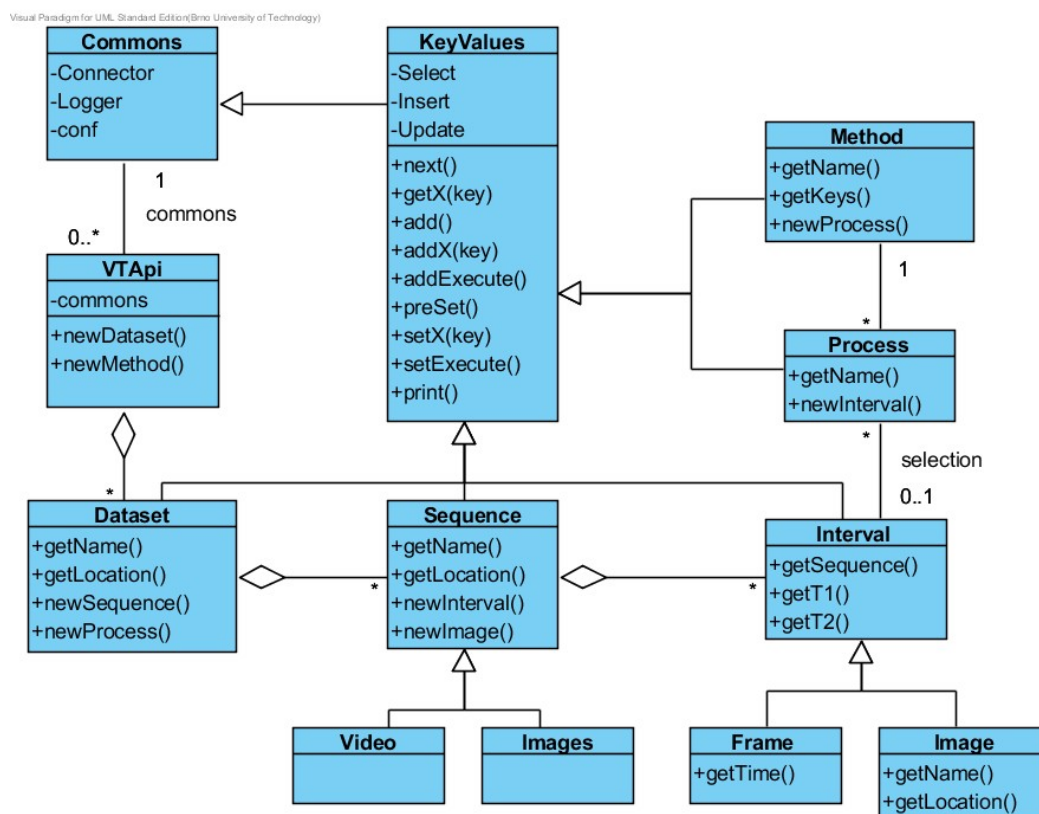 Visual Paradigm for UML Standard Edition(Brno University of Technology)
Commons
-Connector
-Logger
-conf
KeyValues
-Select
-Insert
-Update
+next()
+getX(key)
+add()
+addX(key)
+addExecute()
+preSet()
+setX(key)
+setExecute()
+print()
Method
+getName()
+getKeys()
+newProcess()
1
commons
0..*
VTApi
-commons
+newDataset()
+newMethod()
1
*
Process
+getName()
+newInterval()
*
selection
0..1
*
Dataset
+getName()
+getLocation()
+newSequence()
+newProcess()
*
Sequence
+getName()
+getLocation()
+newInterval()
+newImage()
*
Interval
+getSequence()
+getT1()
+getT2()
Video
Images
Frame
+getTime()
Image
+getName()
+getLocation()